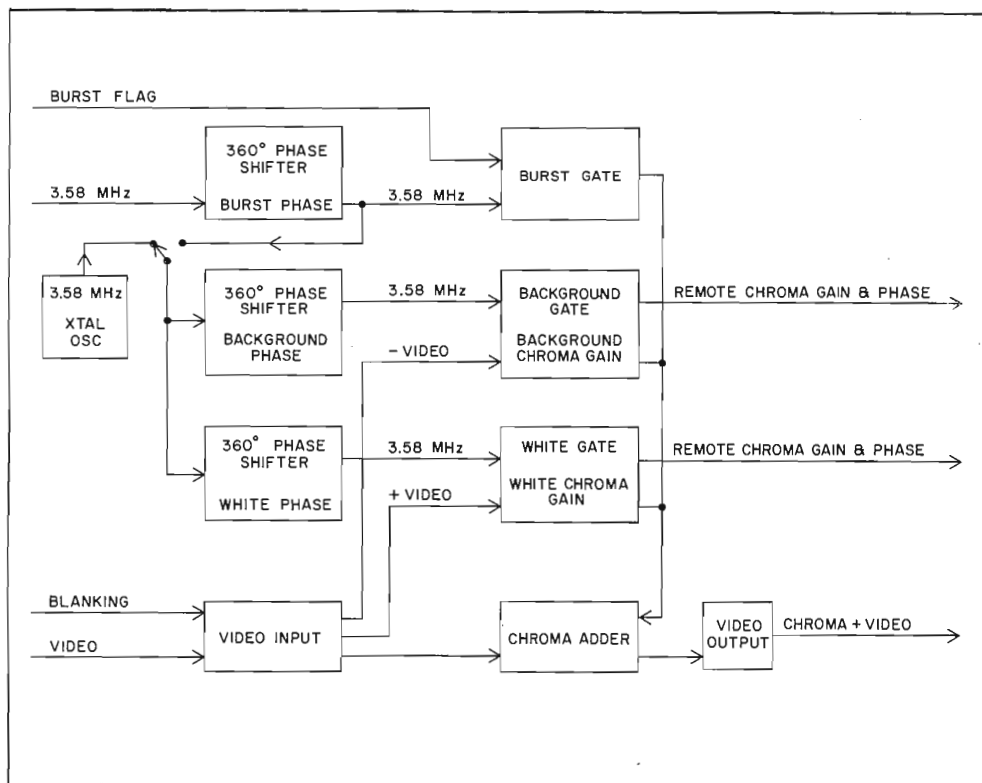 BURST FLAG
360° PHASE
SHIFTER
BURST PHASE
3.58 MHz
3.58 MHz
BURST GATE
3.58 MHz
XTAL
OSC
360° PHASE
SHIFTER
BACKGROUND
PHASE
3.58 MHz
- VIDEO
BACKGROUND
GATE
BACKGROUND
CHROMA GAIN
REMOTE CHROMA GAIN & PHASE
360° PHASE
SHIFTER
WHITE PHASE
3.58 MHz
+ VIDEO
WHITE GATE
WHITE CHROMA
GAIN
REMOTE CHROMA GAIN & PHASE
BLANKING
VIDEO
VIDEO INPUT
CHROMA ADDER
VIDEO
OUTPUT
CHROMA + VIDEO